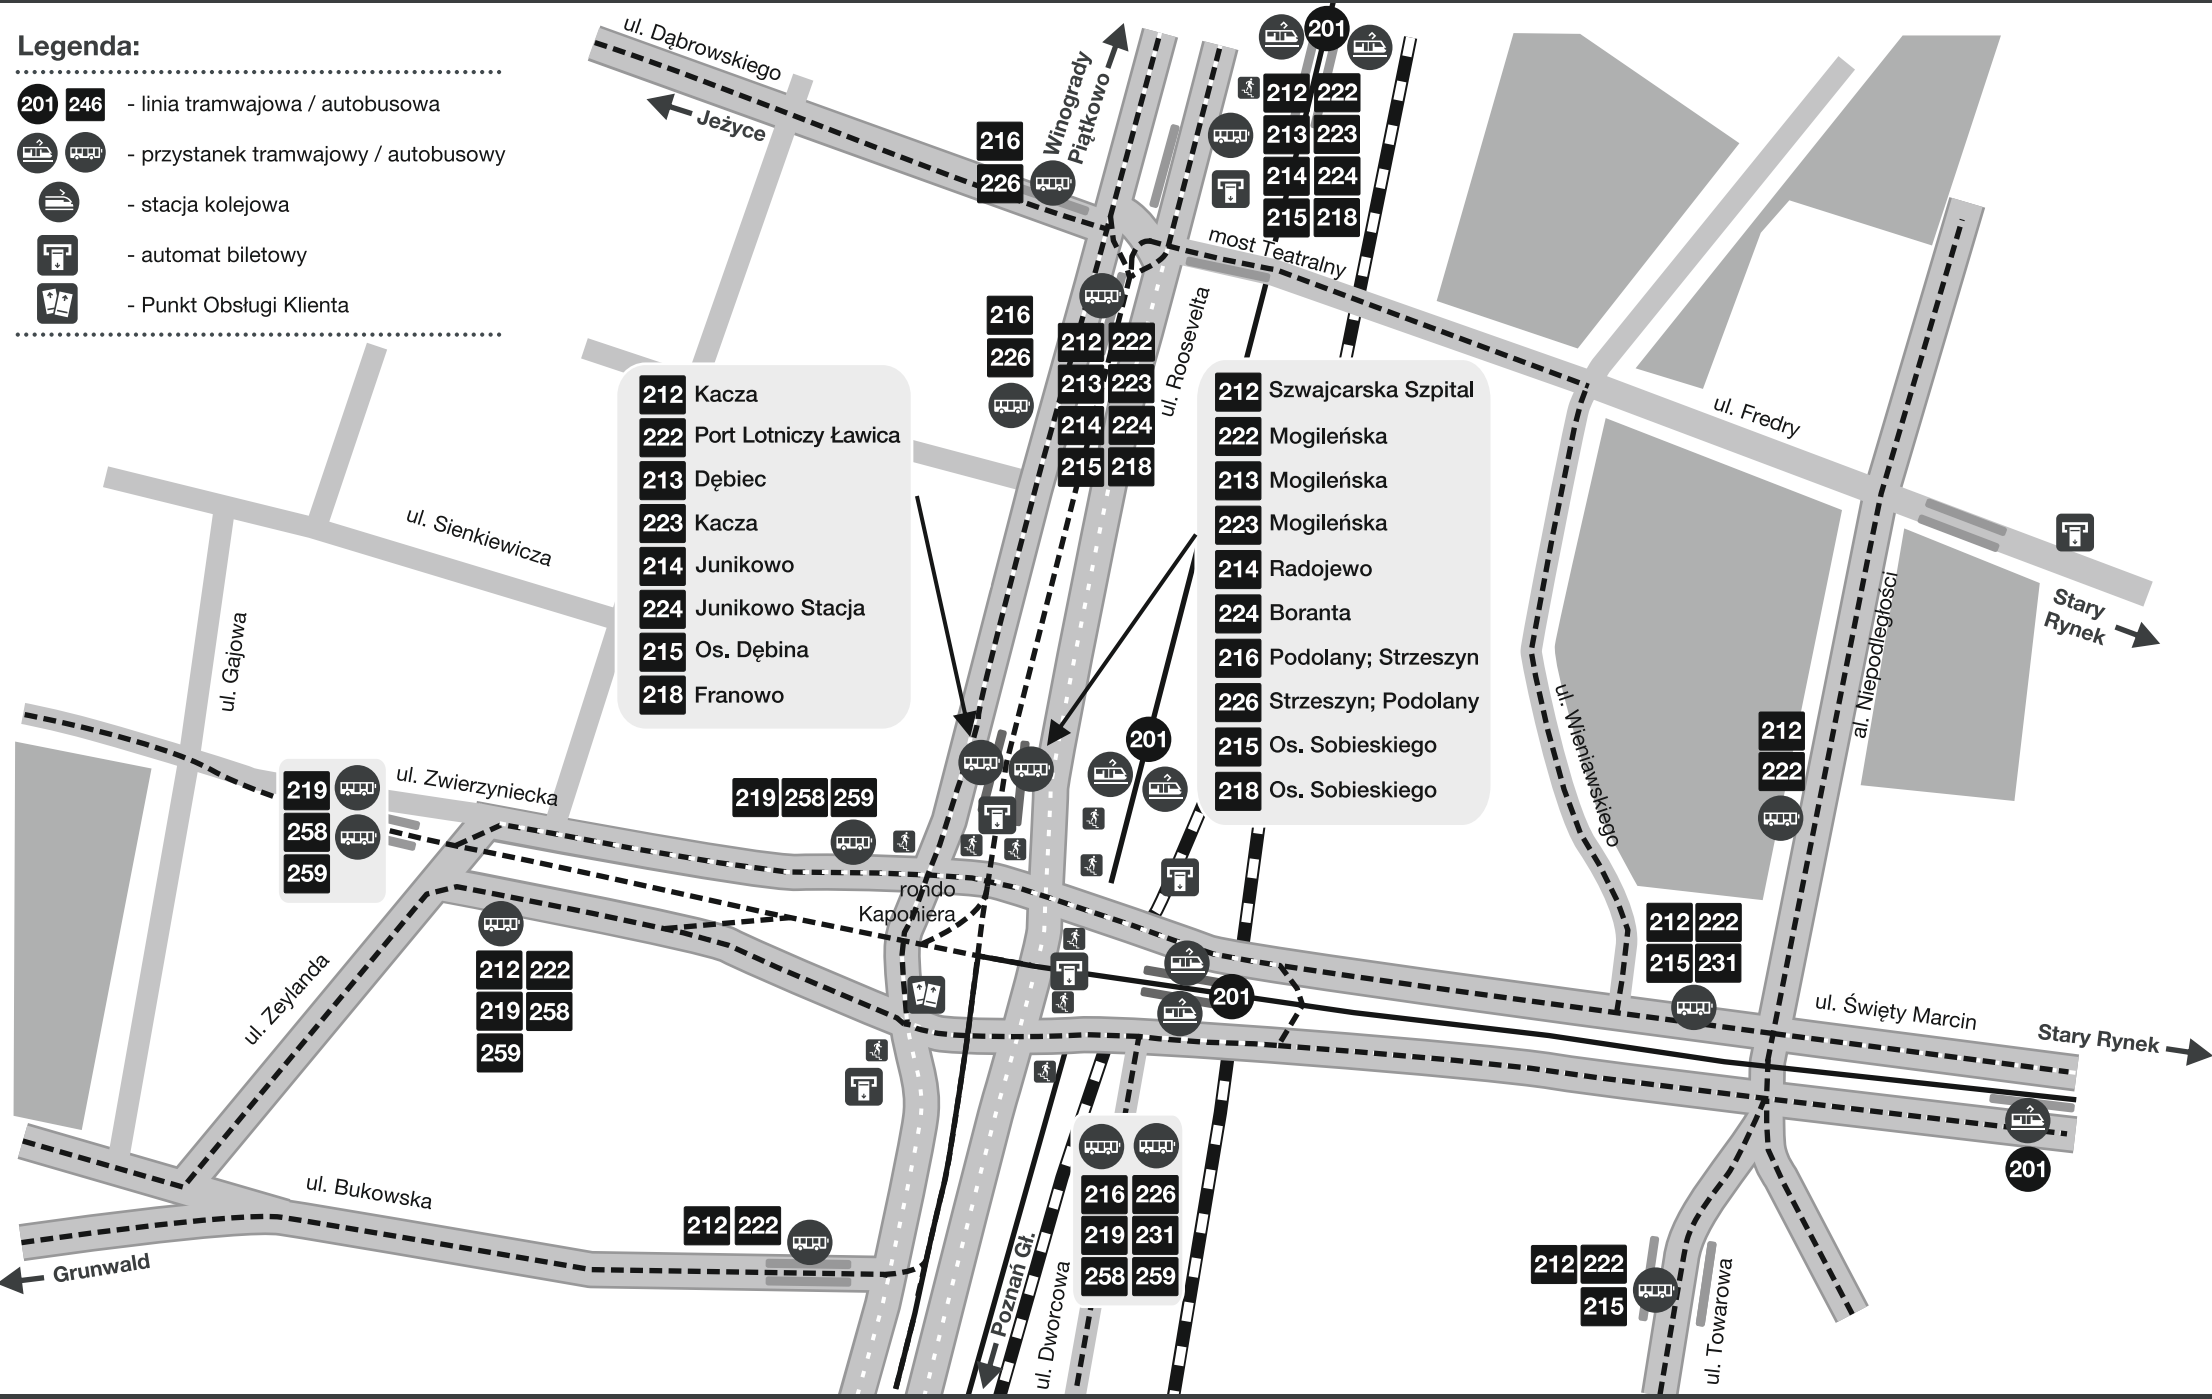 Legenda:
201 246 - linia tramwajowa / autobusowa
- przystanek tramwajowy / autobusowy
- stacja kolejowa
- automat biletowy
- Punkt Obsługi Klienta
ul. Dąbrowskiego
Jeżyce
216
226
Winogrady
Piątkowo
201
212 222
213 223
214 224
215 218
most Teatralny
ul. Roosevelta
216
226
212 222
213 223
214 224
215 218
212 Kacza
222 Port Lotniczy Ławica
213 Dębiec
223 Kacza
214 Junikowo
224 Junikowo Stacja
215 Os. Dębina
218 Franowo
212 Szwajcarska Szpital
222 Mogileńska
213 Mogileńska
223 Mogileńska
214 Radojewo
224 Boranta
216 Podolany; Strzeszyn
226 Strzeszyn; Podolany
215 Os. Sobieskiego
218 Os. Sobieskiego
ul. Fredry
Stary
Rynek
al. Niepodległości
ul. Wieniawskiego
ul. Sienkiewicza
ul. Gajowa
ul. Zwierzyniecka
219
258
259
219 258 259
201
212
222
rondo
Kaponiera
212 222
219 258
259
ul. Zeylanda
201
212 222
215 231
ul. Święty Marcin
Stary Rynek
201
ul. Bukowska
Grunwald
212 222
Poznań Gł.
ul. Dworcowa
216 226
219 231
258 259
212 222
215
ul. Towarowa